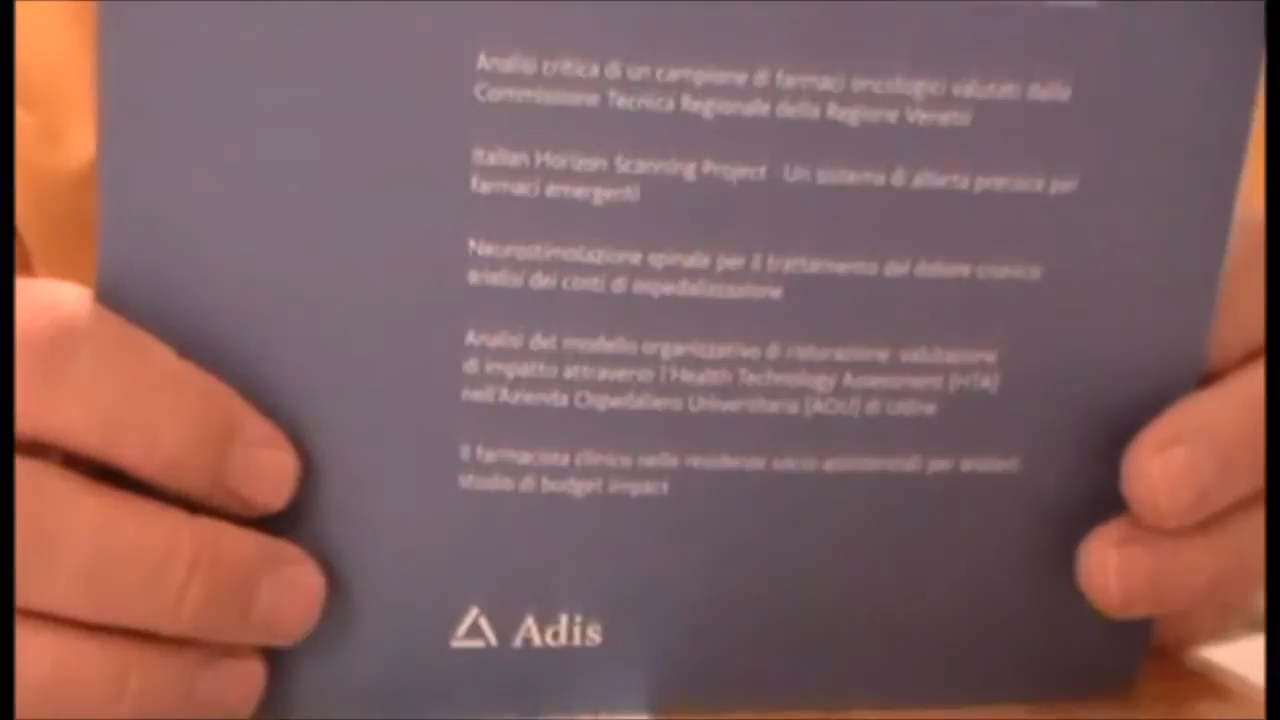 Analisi critica di un campione di farmaci oncologici valutati dalla
Commissione Tecnica Regionale della Regione Veneto
Italian Horizon Scanning Project Un sistema di allerta precoce per
farmaci emergenti
Neurostimolazione spinale per il trattamento del dolore cronico
analisi dei costi di ospedalizzazione
Analisi del modello organizzativo di ristorazione: valutazione
di impatto attraverso l'Health Technology Assessment [HTA]
nell'Azienda Ospedaliero Universitaria [AOU] di Udine
Il farmacista clinico nelle residenze socio-assistenziali per anziani
studio di budget impact
Adis